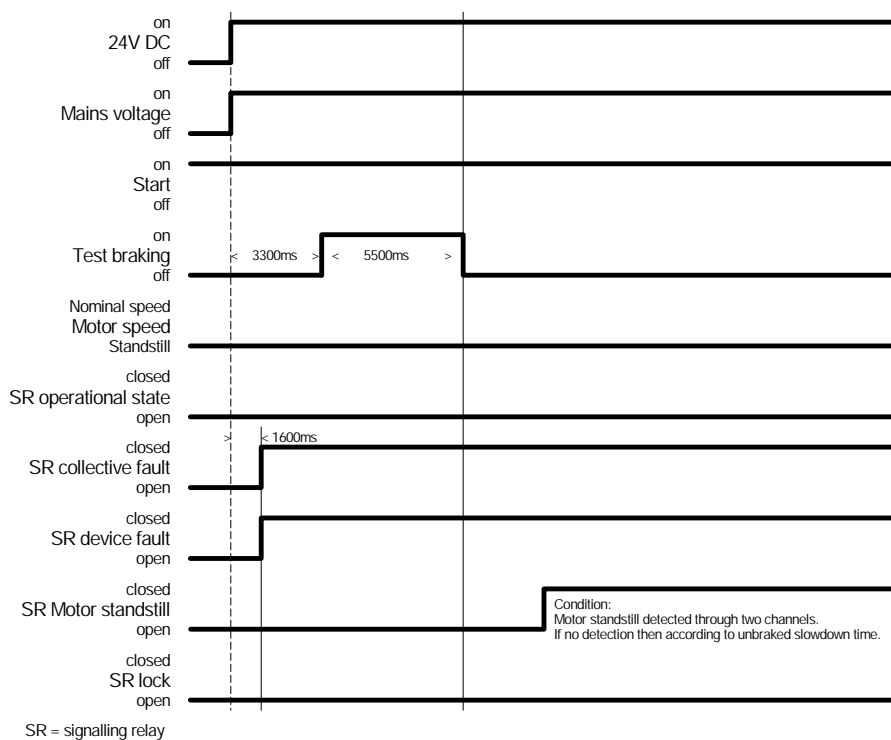 on
24V DC
off
on
Mains voltage
off
on
Start
off
on
Test braking
off
< 3300ms > < 5500ms >
Nominal speed
Motor speed
Standstill
closed
SR operational state
open
> < 1600ms
closed
SR collective fault
open
closed
SR device fault
open
closed
SR Motor standstill
open
Condition:
Motor standstill detected through two channels.
If no detection then according to unbraked slowdown time.
closed
SR lock
open
SR = signalling relay